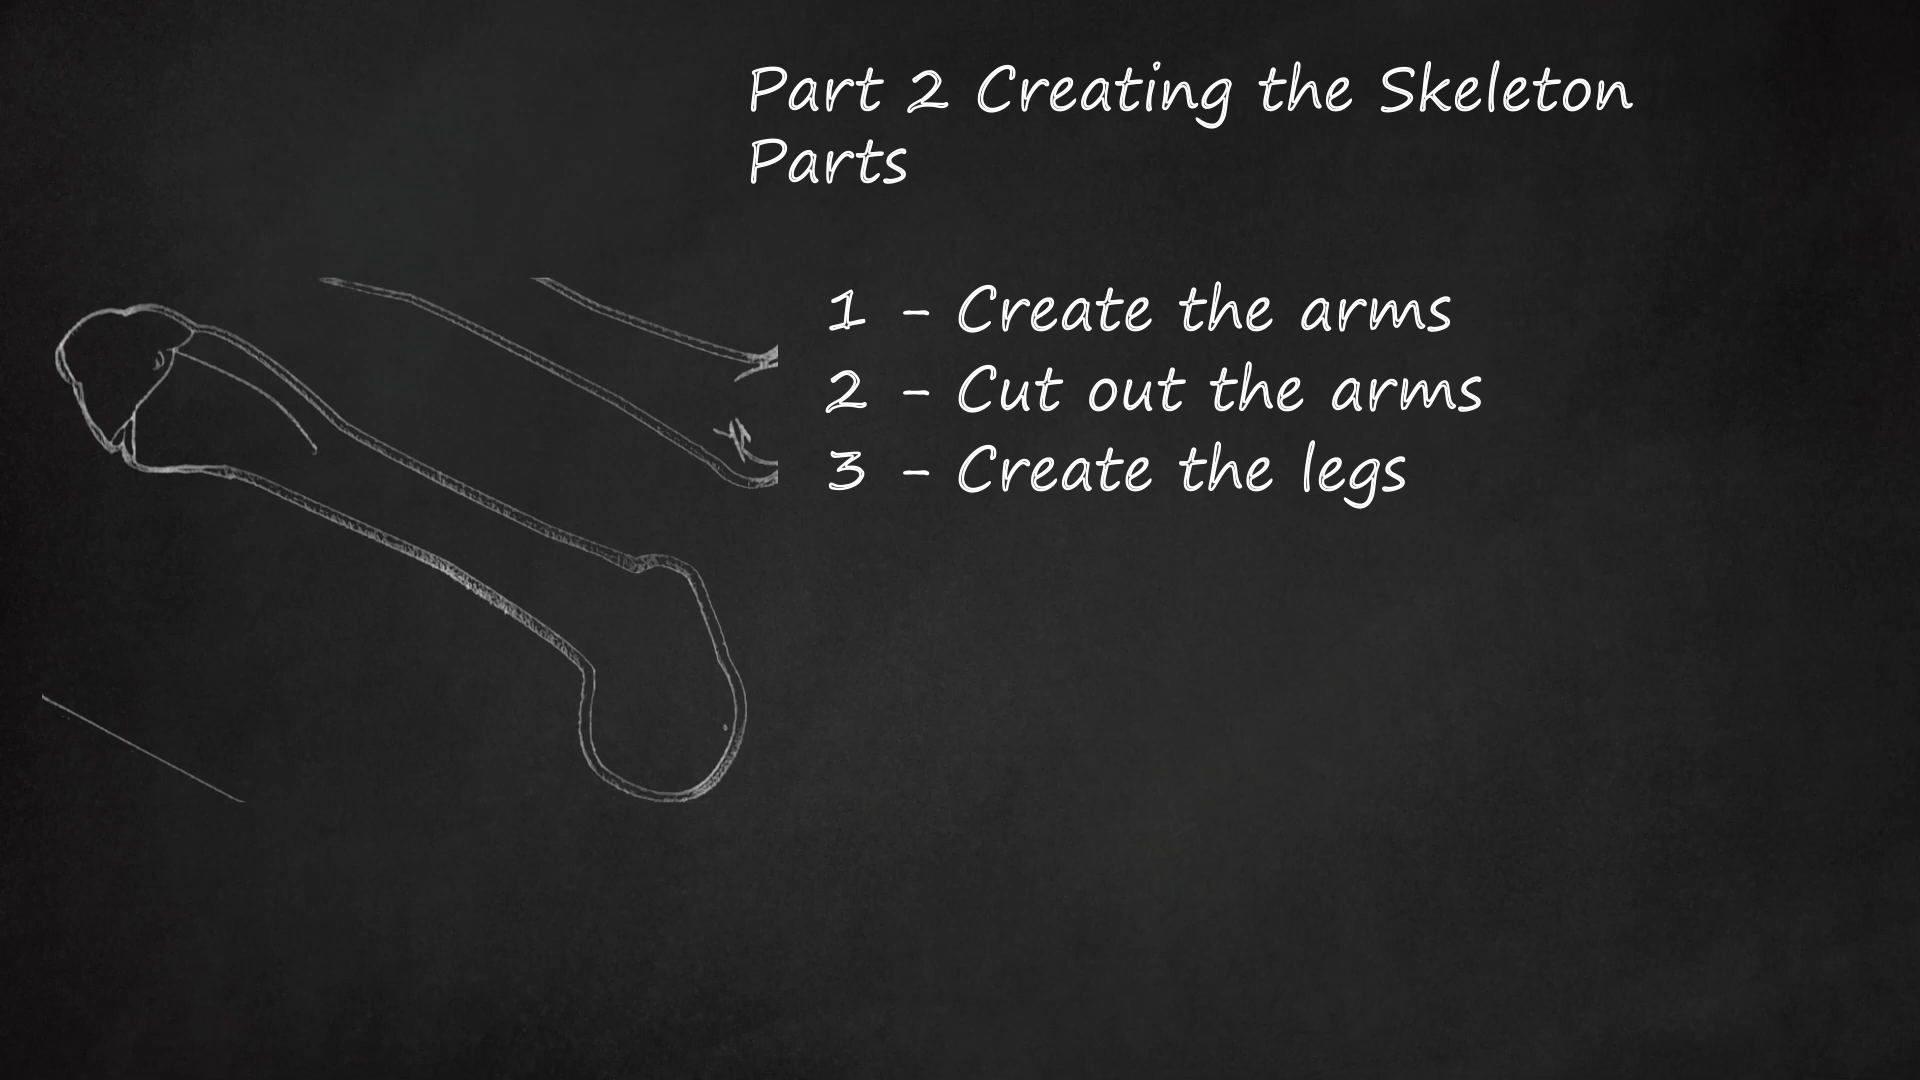 Part 2 Creating the Skeleton
Parts
1 - Create the arms
2 - Cut out the arms
3 - Create the legs